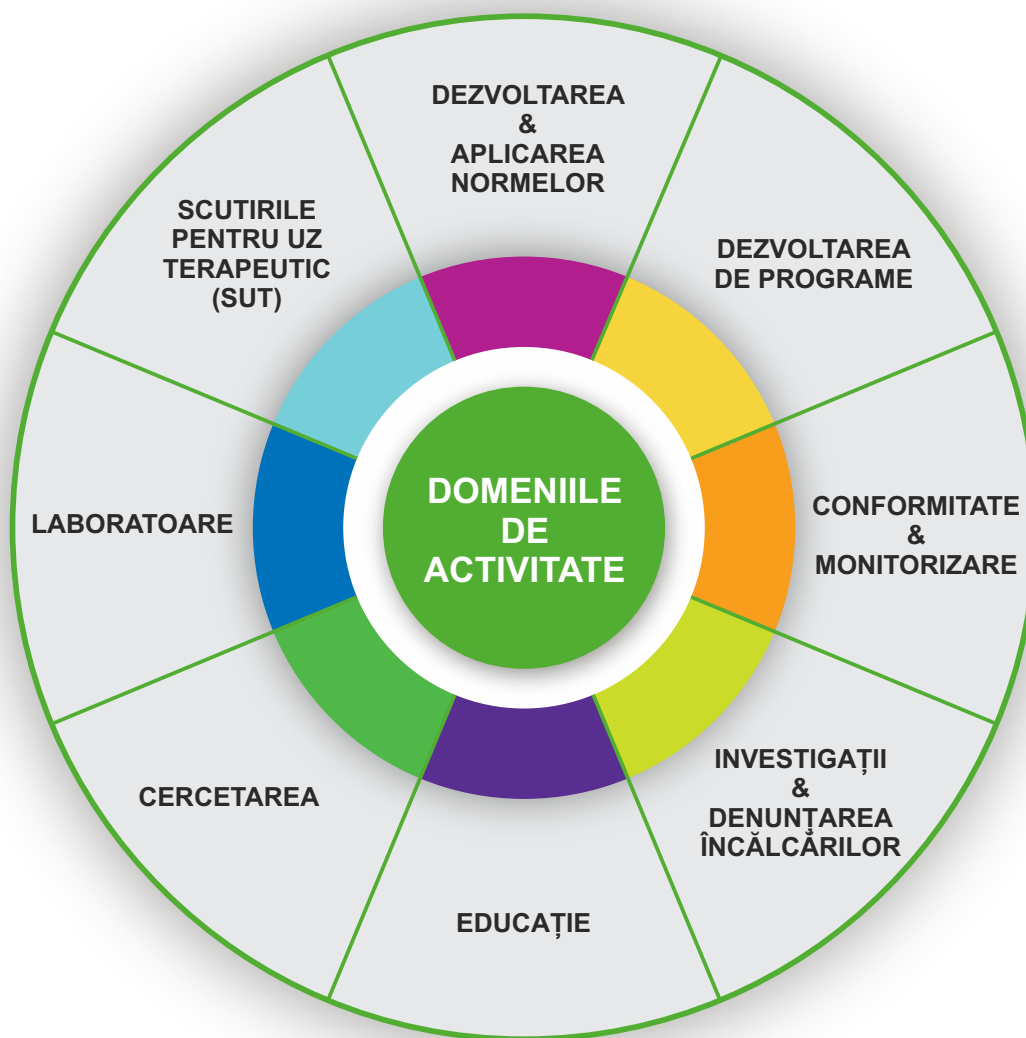 DEZVOLTAREA
&
APLICAREA
NORMELOR
DEZVOLTAREA
DE PROGRAME
CONFORMITATE
&
MONITORIZARE
INVESTIGAȚII
&
DENUNȚAREA
ÎNCĂLCĂRILOR
EDUCAȚIE
CERCETAREA
LABORATOARE
SCUTIRILE
PENTRU UZ
TERAPEUTIC
(SUT)
DOMENIILE
DE
ACTIVITATE